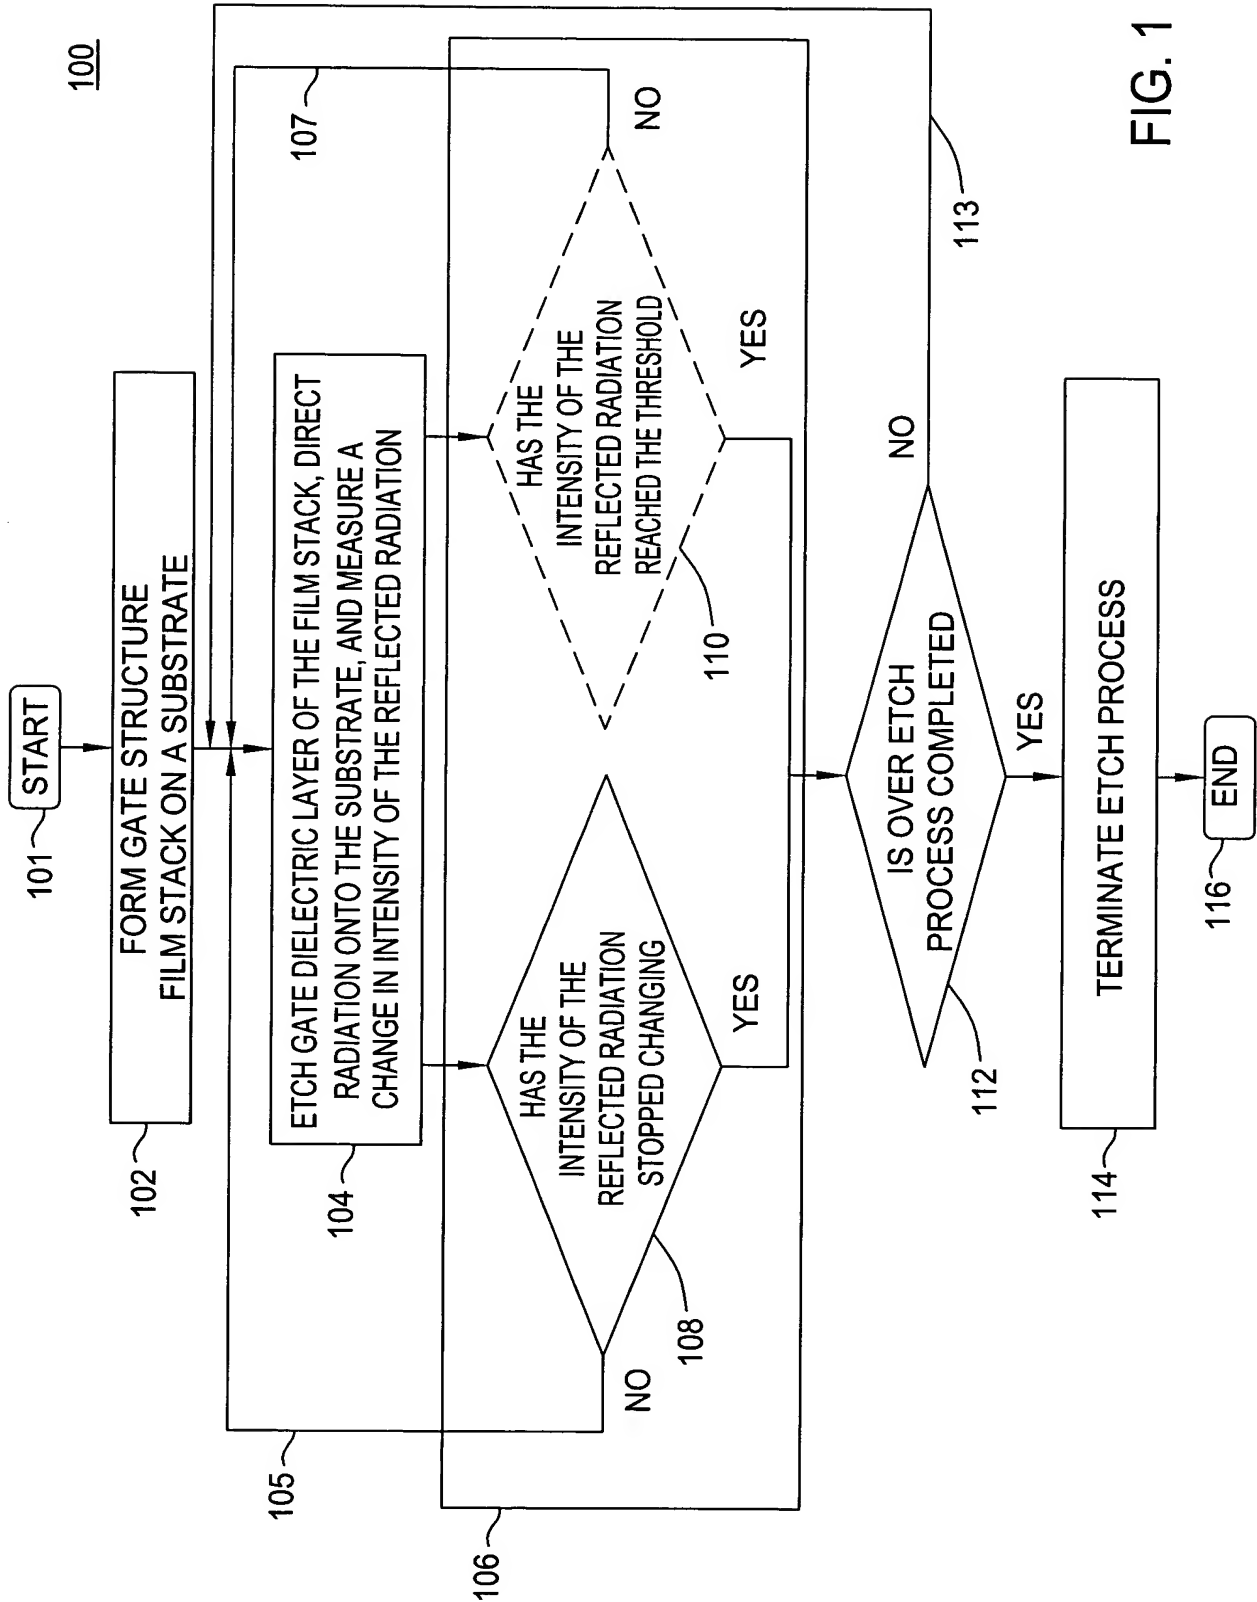 100
START
101
FORM GATE STRUCTURE
FILM STACK ON A SUBSTRATE
102
107
105
ETCH GATE DIELECTRIC LAYER OF THE FILM STACK, DIRECT
RADIATION ONTO THE SUBSTRATE, AND MEASURE A
CHANGE IN INTENSITY OF THE REFLECTED RADIATION
104
106
HAS THE
INTENSITY OF THE
REFLECTED RADIATION
STOPPED CHANGING
NO
108
YES
HAS THE
INTENSITY OF THE
REFLECTED RADIATION
REACHED THE THRESHOLD
NO
110
YES
IS OVER ETCH
PROCESS COMPLETED
NO
113
112
YES
TERMINATE ETCH PROCESS
114
END
116
FIG. 1